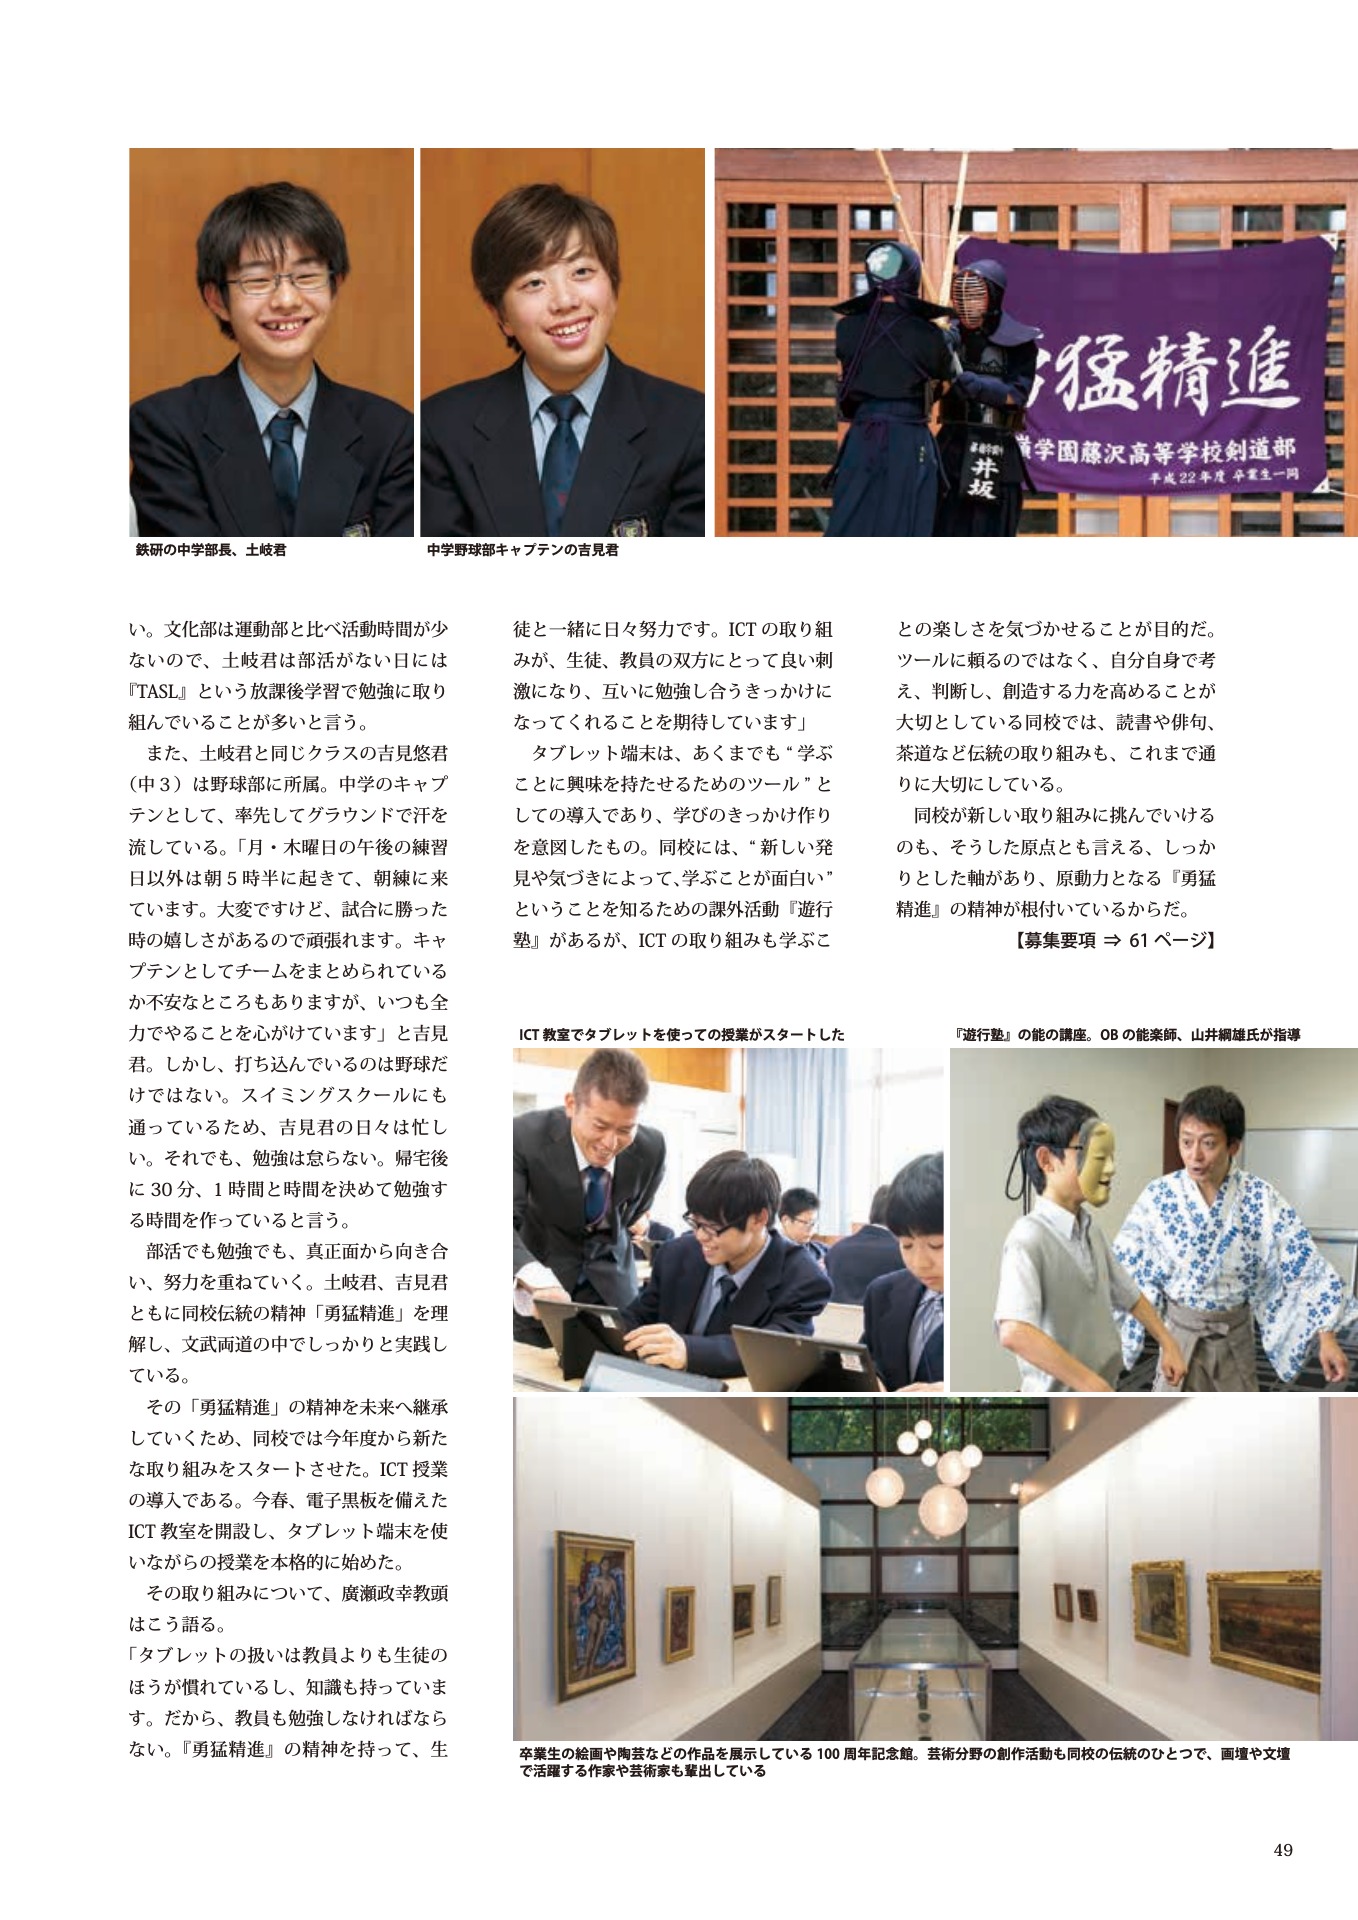 猛精進
学園藤沢高等学校剣道部
平成22年度 卒業生一同
井坂
鉄研の中学部長、土岐君
中学野球部キャプテンの吉見君
い。文化部は運動部と比べ活動時間が少
ないので、土岐君は部活がない日には
『TASL』という放課後学習で勉強に取り
組んでいることが多いと言う。
また、土岐君と同じクラスの吉見悠君
（中３）は野球部に所属。中学のキャプ
テンとして、率先してグラウンドで汗を
流している。「月・木曜日の午後の練習
日以外は朝５時半に起きて、朝練に来
ています。大変ですけど、試合に勝った
時の嬉しさがあるので頑張れます。キャ
プテンとしてチームをまとめられている
か不安なところもありますが、いつも全
力でやることを心がけています」と吉見
君。しかし、打ち込んでいるのは野球だ
けではない。スイミングスクールにも
通っているため、吉見君の日々は忙し
い。それでも、勉強は怠らない。帰宅後
に 30 分、1 時間と時間を決めて勉強す
る時間を作っていると言う。
部活でも勉強でも、真正面から向き合
い、努力を重ねていく。土岐君、吉見君
ともに同校伝統の精神「勇猛精進」を理
解し、文武両道の中でしっかりと実践し
ている。
その「勇猛精進」の精神を未来へ継承
していくため、同校では今年度から新た
な取り組みをスタートさせた。ICT 授業
の導入である。今春、電子黒板を備えた
ICT 教室を開設し、タブレット端末を使
いながらの授業を本格的に始めた。
その取り組みについて、廣瀬政幸教頭
はこう語る。
「タブレットの扱いは教員よりも生徒の
ほうが慣れているし、知識も持っていま
す。だから、教員も勉強しなければなら
ない。『勇猛精進』の精神を持って、生
徒と一緒に日々努力です。ICT の取り組
みが、生徒、教員の双方にとって良い刺
激になり、互いに勉強し合うきっかけに
なってくれることを期待しています」
タブレット端末は、あくまでも “ 学ぶ
ことに興味を持たせるためのツール ” と
しての導入であり、学びのきっかけ作り
を意図したもの。同校には、“ 新しい発
見や気づきによって、学ぶことが面白い”
ということを知るための課外活動『遊行
塾』があるが、ICT の取り組みも学ぶこ
との楽しさを気づかせることが目的だ。
ツールに頼るのではなく、自分自身で考
え、判断し、創造する力を高めることが
大切としている同校では、読書や俳句、
茶道など伝統の取り組みも、これまで通
りに大切にしている。
同校が新しい取り組みに挑んでいける
のも、そうした原点とも言える、しっか
りとした軸があり、原動力となる『勇猛
精進』の精神が根付いているからだ。
【募集要項 ⇒ 61 ページ】
ICT 教室でタブレットを使っての授業がスタートした
『遊行塾』の能の講座。OB の能楽師、山井綱雄氏が指導
卒業生の絵画や陶芸などの作品を展示している 100 周年記念館。芸術分野の創作活動も同校の伝統のひとつで、画壇や文壇
で活躍する作家や芸術家も輩出している
49